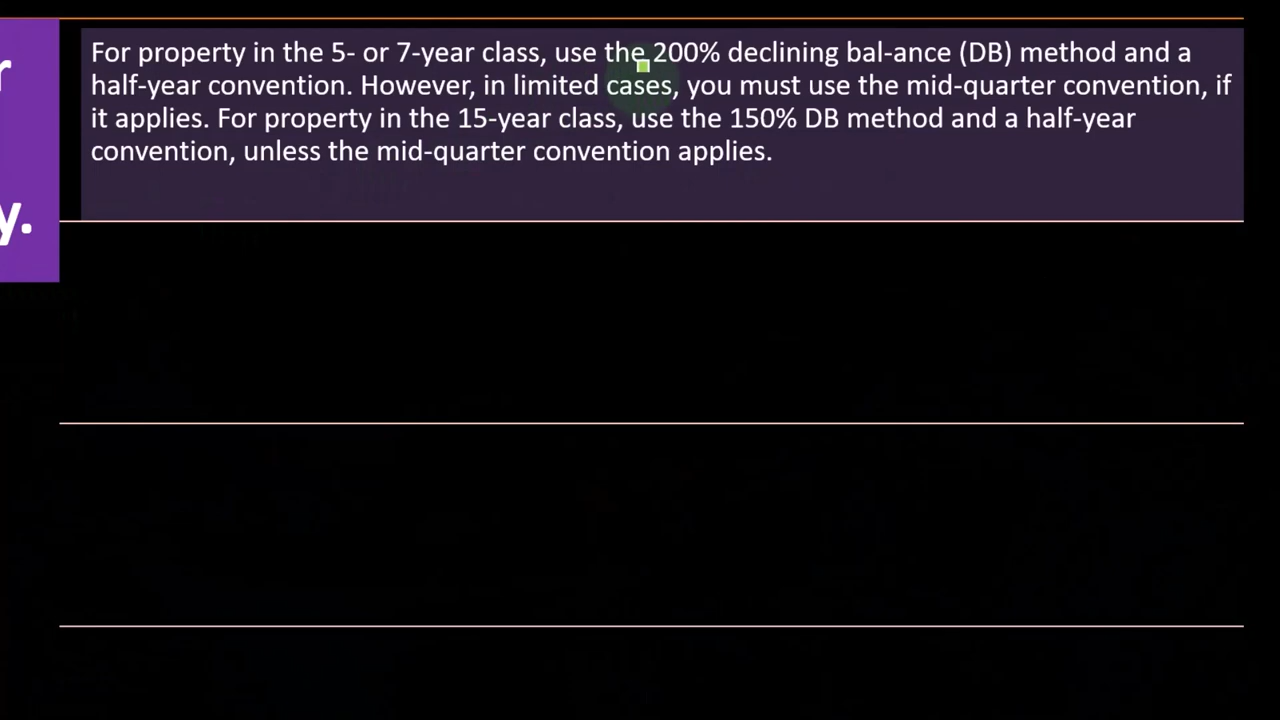 For property in the 5- or 7-year class, use the 200% declining bal-ance (DB) method and a
half-year convention. However, in limited cases, you must use the mid-quarter convention, if
it applies. For property in the 15-year class, use the 150% DB method and a half-year
convention, unless the mid-quarter convention applies.
r
y.